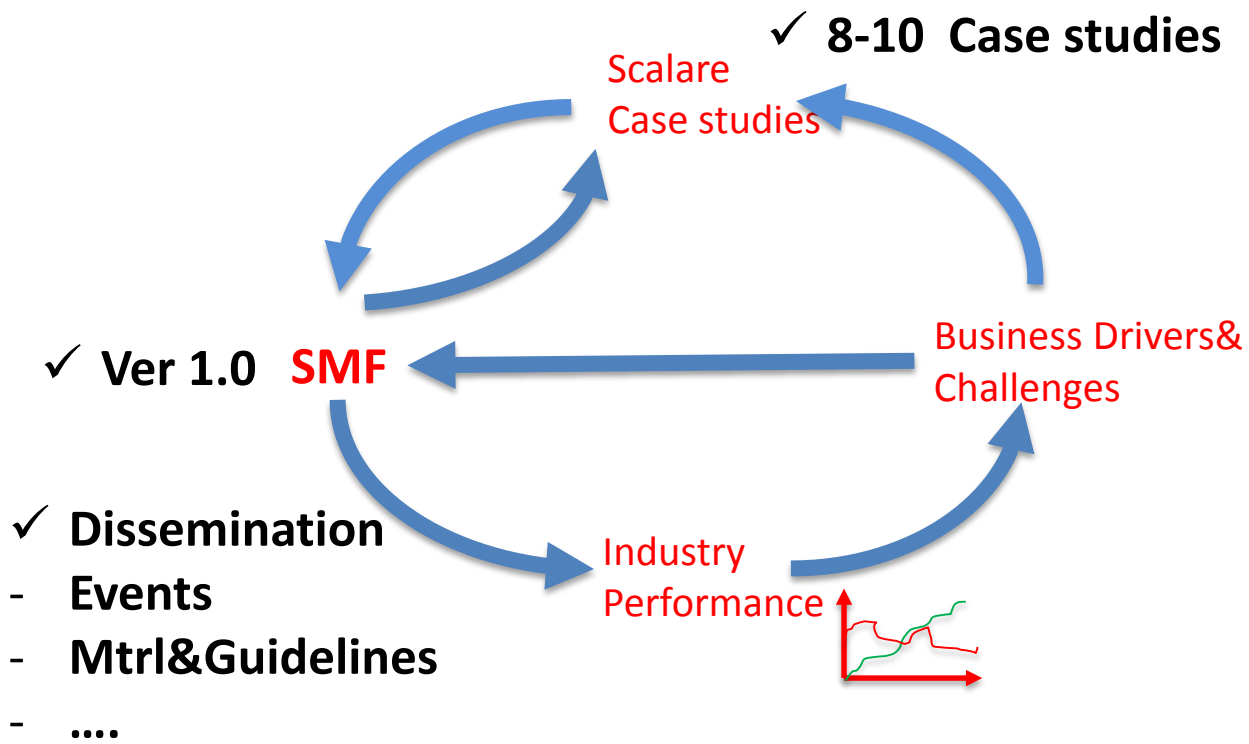 ✓ 8-10 Case studies
Scalare
Case studies
Business Drivers&
Challenges
✓ Ver 1.0 SMF
✓ Dissemination
- Events
- Mtrl&Guidelines
- ....
Industry
Performance